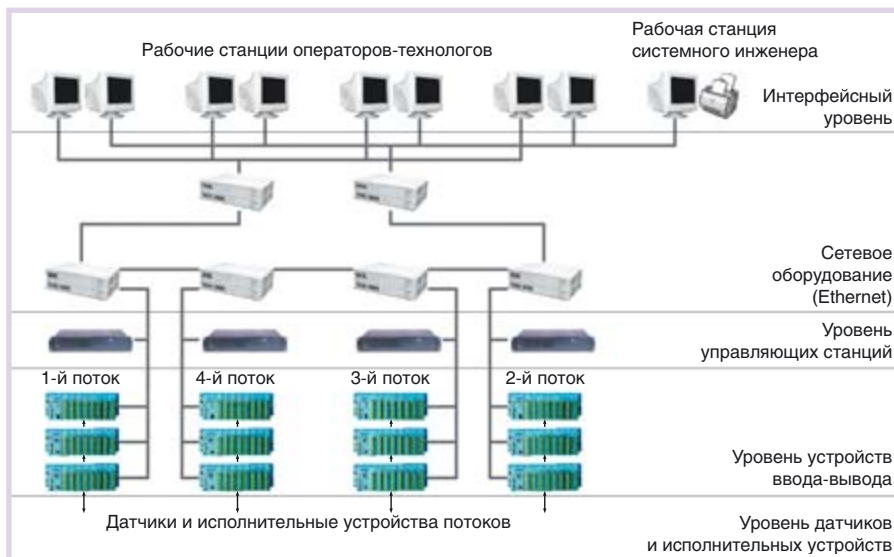 Рабочие станции операторов-технологов
Рабочая станция
системного инженера
Интерфейсный
уровень
Сетевое
оборудование
(Ethernet)
Уровень
управляющих станций
1-й поток
4-й поток
3-й поток
2-й поток
Уровень устройств
ввода-вывода
Датчики и исполнительные устройства потоков
Уровень датчиков
и исполнительных устройств